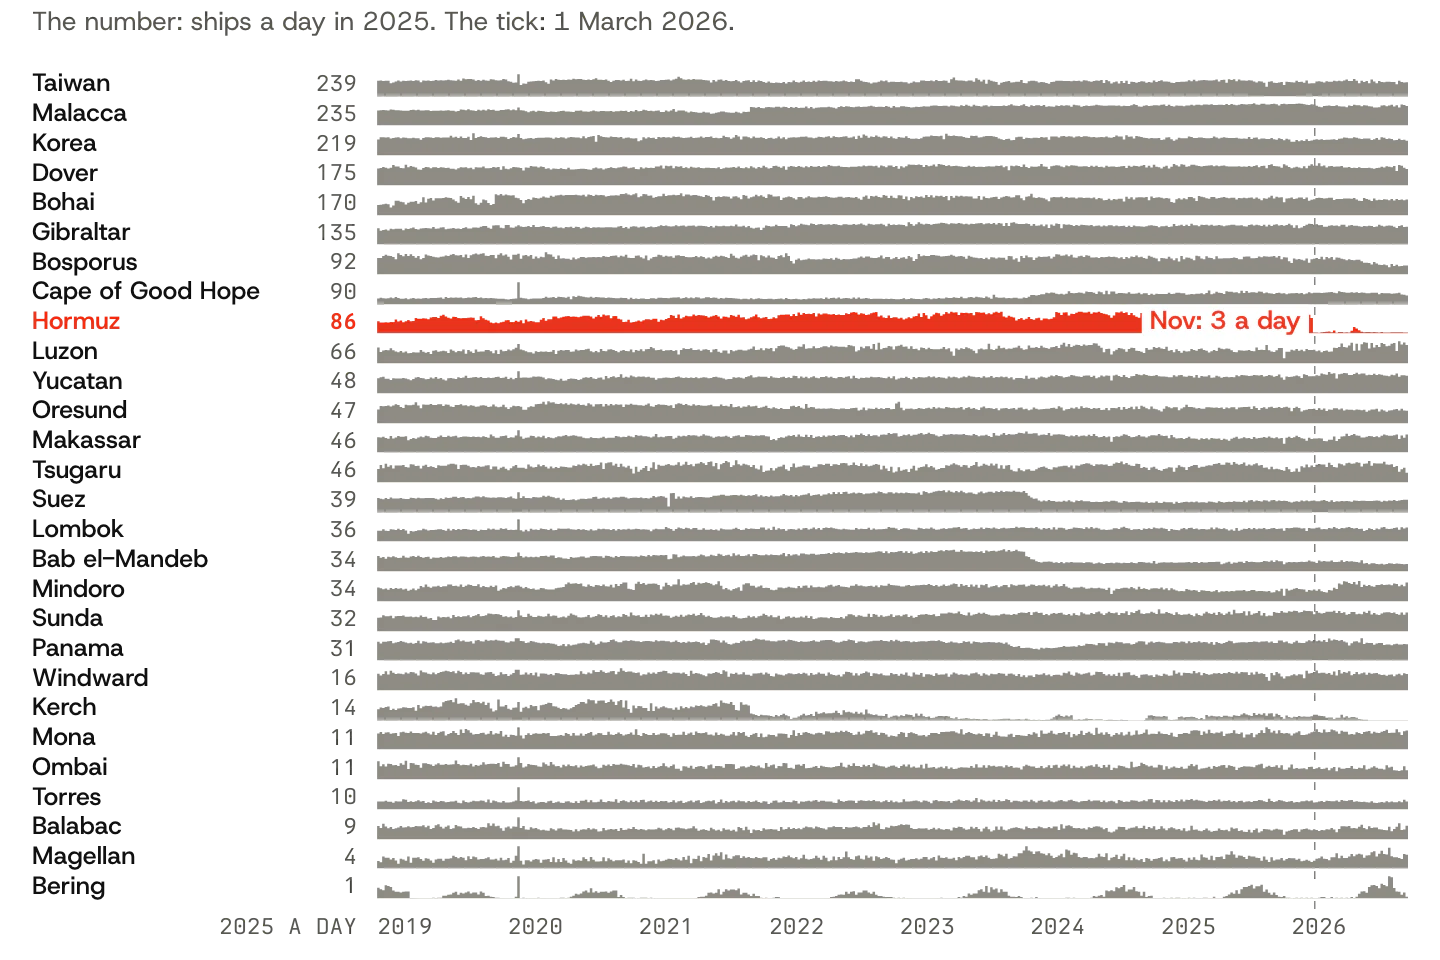 The number: ships a day in 2025. The tick: 1 March 2026.
Taiwan 239
Malacca 235
Korea 219
Dover 175
Bohai 170
Gibraltar 135
Bosporus 92
Cape of Good Hope 90
Hormuz 86 Nov: 3 a day
Luzon 66
Yucatan 48
Oresund 47
Makassar 46
Tsugaru 46
Suez 39
Lombok 36
Bab el-Mandeb 34
Mindoro 34
Sunda 32
Panama 31
Windward 16
Kerch 14
Mona 11
Ombai 11
Torres 10
Balabac 9
Magellan 4
Bering 1
2025 A DAY 2019 2020 2021 2022 2023 2024 2025 2026